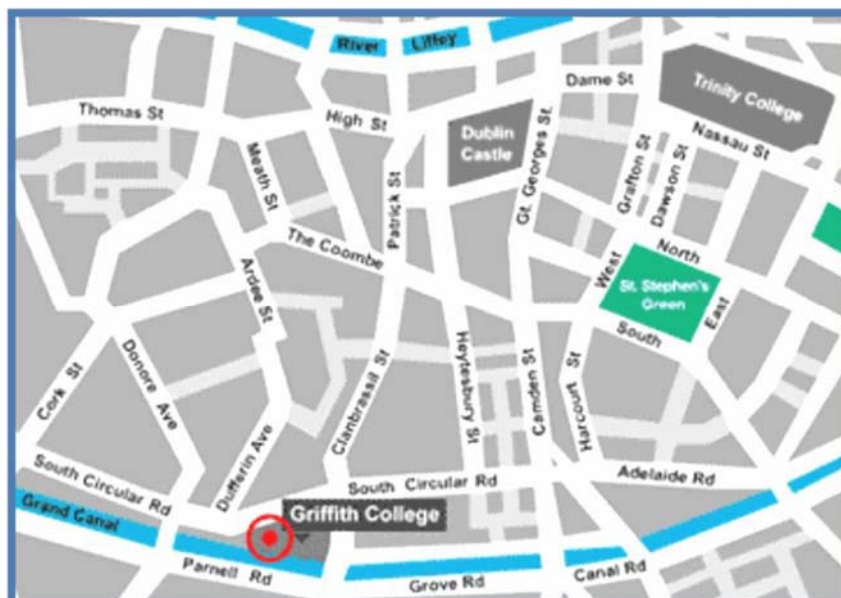 River Liffey
Dame St
Trinity College
Thomas St
High St
Dublin
Castle
Nassau St
Meath St
Patrick St
Gt. Georges St.
Grafton St
Dawson St
The Coombe
North
West
St. Stephen's
Green
East
South
Ardee St
Donore Ave
Cork St
Clanbrassil St
Heytesbury St
Camden St
Harcourt St
Dufferin Ave
South Circular Rd
South Circular Rd
Adelaide Rd
Grand Canal
Griffith College
Parnell Rd
Grove Rd
Canal Rd